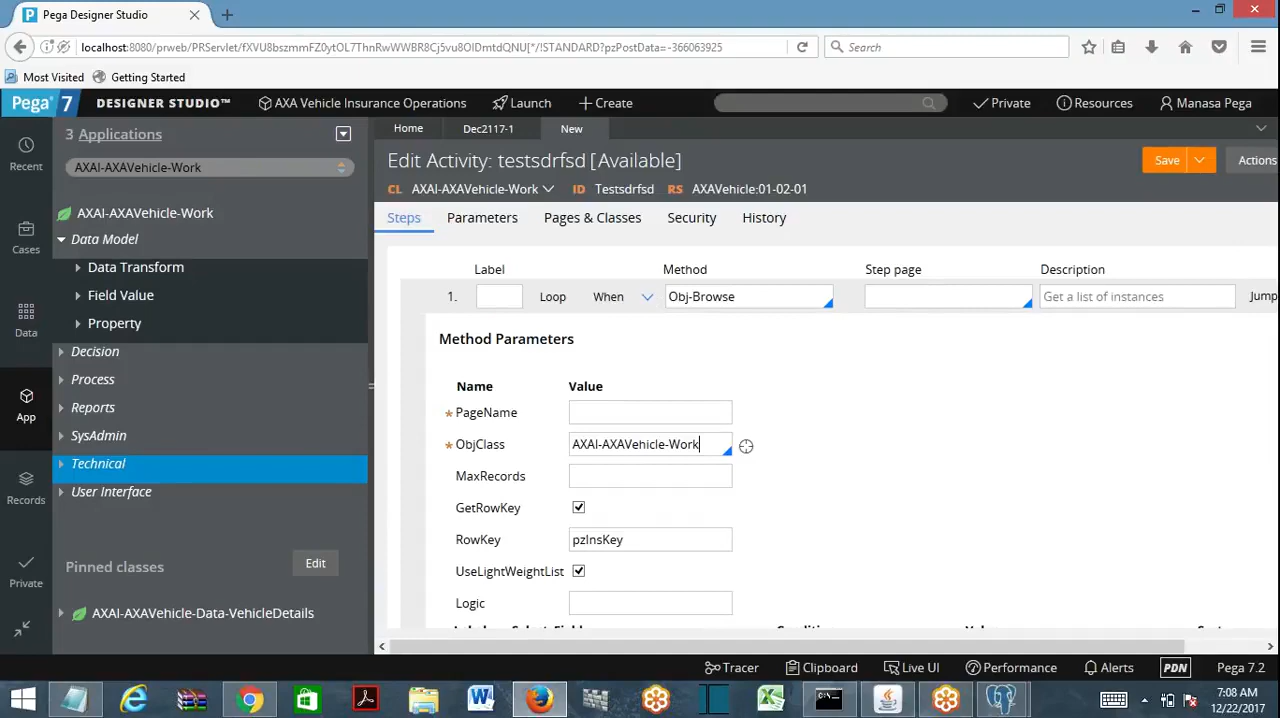 Pega Designer Studio
localhost:8080/prweb/PRServlet/fXVU8bszmmFZ0ytOL7ThnRwWWBR8Cj5vu8OlDmtdQNU[*/!STANDARD?pzPostData=-366063925
Search
Most Visited
Getting Started
Pega 7
DESIGNER STUDIO™
AXA Vehicle Insurance Operations
Launch
Create
Private
Resources
Manasa Pega
Recent
Cases
Data
App
Records
Private
3 Applications
AXAI-AXAVehicle-Work
AXAI-AXAVehicle-Work
Data Model
Data Transform
Field Value
Property
Decision
Process
Reports
SysAdmin
Technical
User Interface
Pinned classes
Edit
AXAI-AXAVehicle-Data-VehicleDetails
Home
Dec2117-1
New
Edit Activity: testsdrfsd [Available]
Save
Actions
CL AXAI-AXAVehicle-Work ID Testsdrfsd RS AXAVehicle:01-02-01
Steps
Parameters
Pages & Classes
Security
History
Label Method Step page Description
1. Loop When Obj-Browse Get a list of instances Jump
Method Parameters
Name Value
* PageName
* ObjClass AXAI-AXAVehicle-Work
MaxRecords
GetRowKey
RowKey pzInsKey
UseLightWeightList
Logic
Tracer
Clipboard
Live UI
Performance
Alerts
PDN
Pega 7.2
7:08 AM
12/22/2017